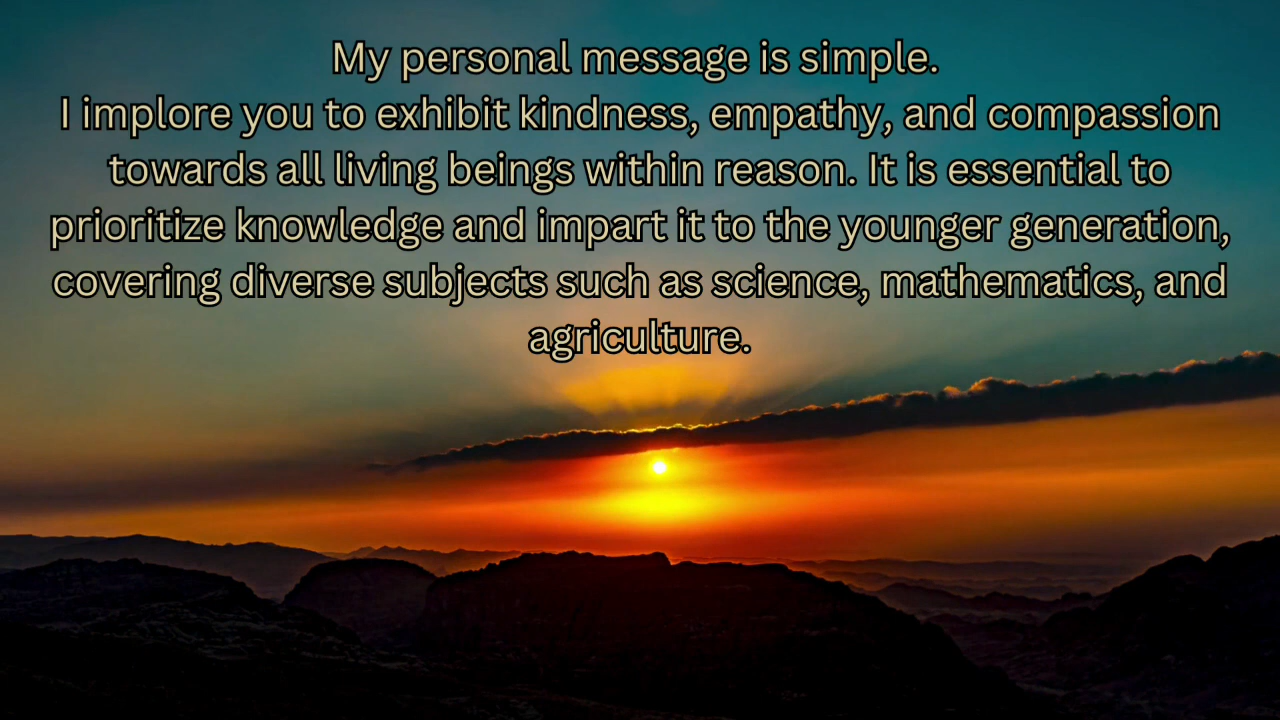 My personal message is simple.
I implore you to exhibit kindness, empathy, and compassion
towards all living beings within reason. It is essential to
prioritize knowledge and impart it to the younger generation,
covering diverse subjects such as science, mathematics, and
agriculture.